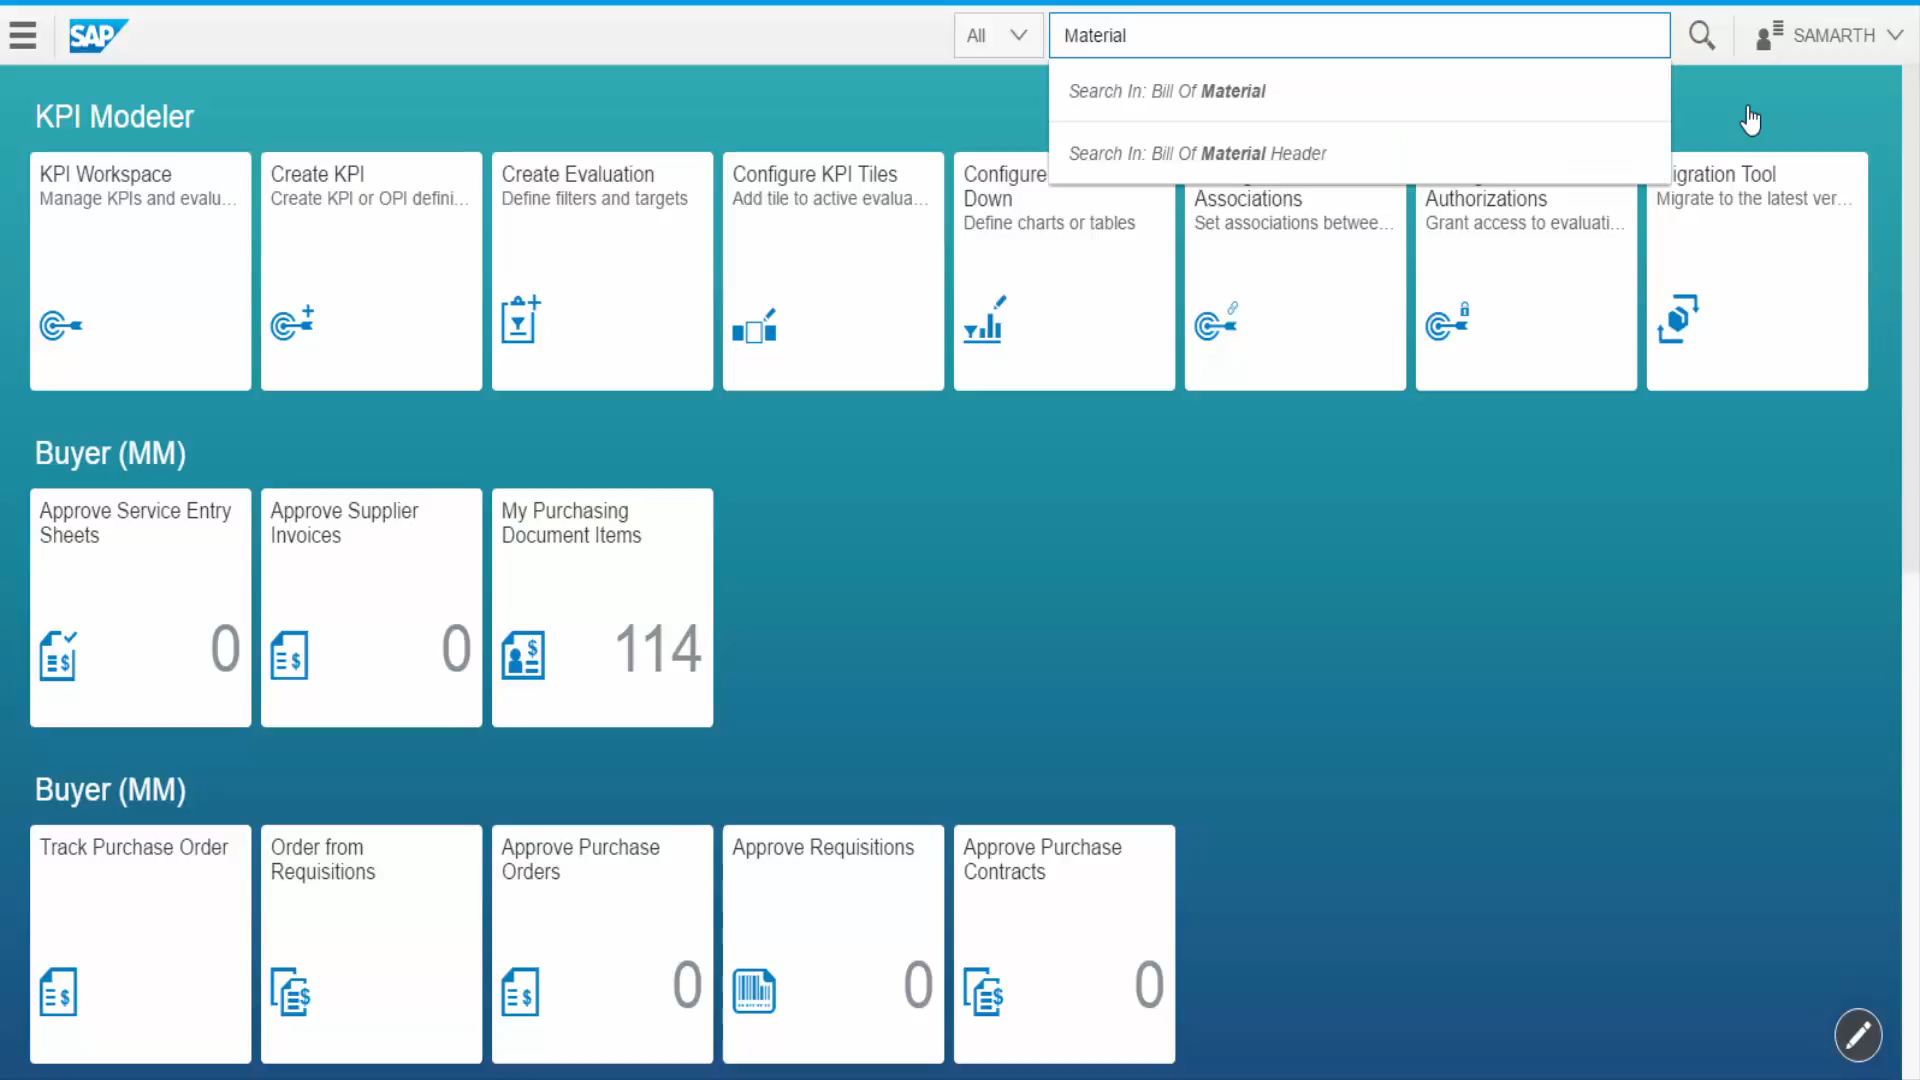 SAP
All
Material
SAMARTH
Search In: Bill Of Material
Search In: Bill Of Material Header
KPI Modeler
KPI Workspace
Manage KPIs and evalu...
Create KPI
Create KPI or OPI defini...
Create Evaluation
Define filters and targets
Configure KPI Tiles
Add tile to active evalua...
Configure
Down
Define charts or tables
Associations
Set associations betwee...
Authorizations
Grant access to evaluati...
igration Tool
Migrate to the latest ver...
Buyer (MM)
Approve Service Entry
Sheets
0
Approve Supplier
Invoices
0
My Purchasing
Document Items
114
Buyer (MM)
Track Purchase Order
Order from
Requisitions
Approve Purchase
Orders
0
Approve Requisitions
0
Approve Purchase
Contracts
0